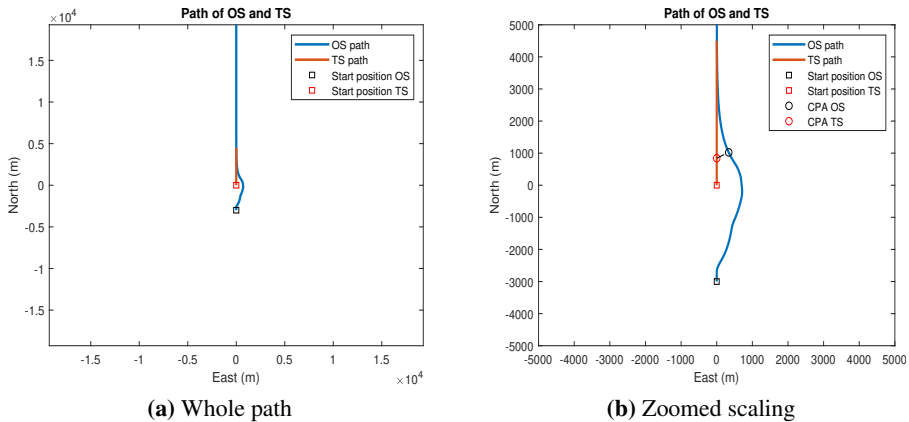 Path of OS and TS
×10⁴
1.5
1
0.5
0
-0.5
-1
-1.5
North (m)
-1.5
-1
-0.5
0
0.5
1
1.5
×10⁴
East (m)
OS path
TS path
Start position OS
Start position TS
(a) Whole path
Path of OS and TS
5000
4000
3000
2000
1000
0
-1000
-2000
-3000
-4000
-5000
North (m)
-5000
-4000
-3000
-2000
-1000
0
1000
2000
3000
4000
5000
East (m)
OS path
TS path
Start position OS
Start position TS
CPA OS
CPA TS
(b) Zoomed scaling